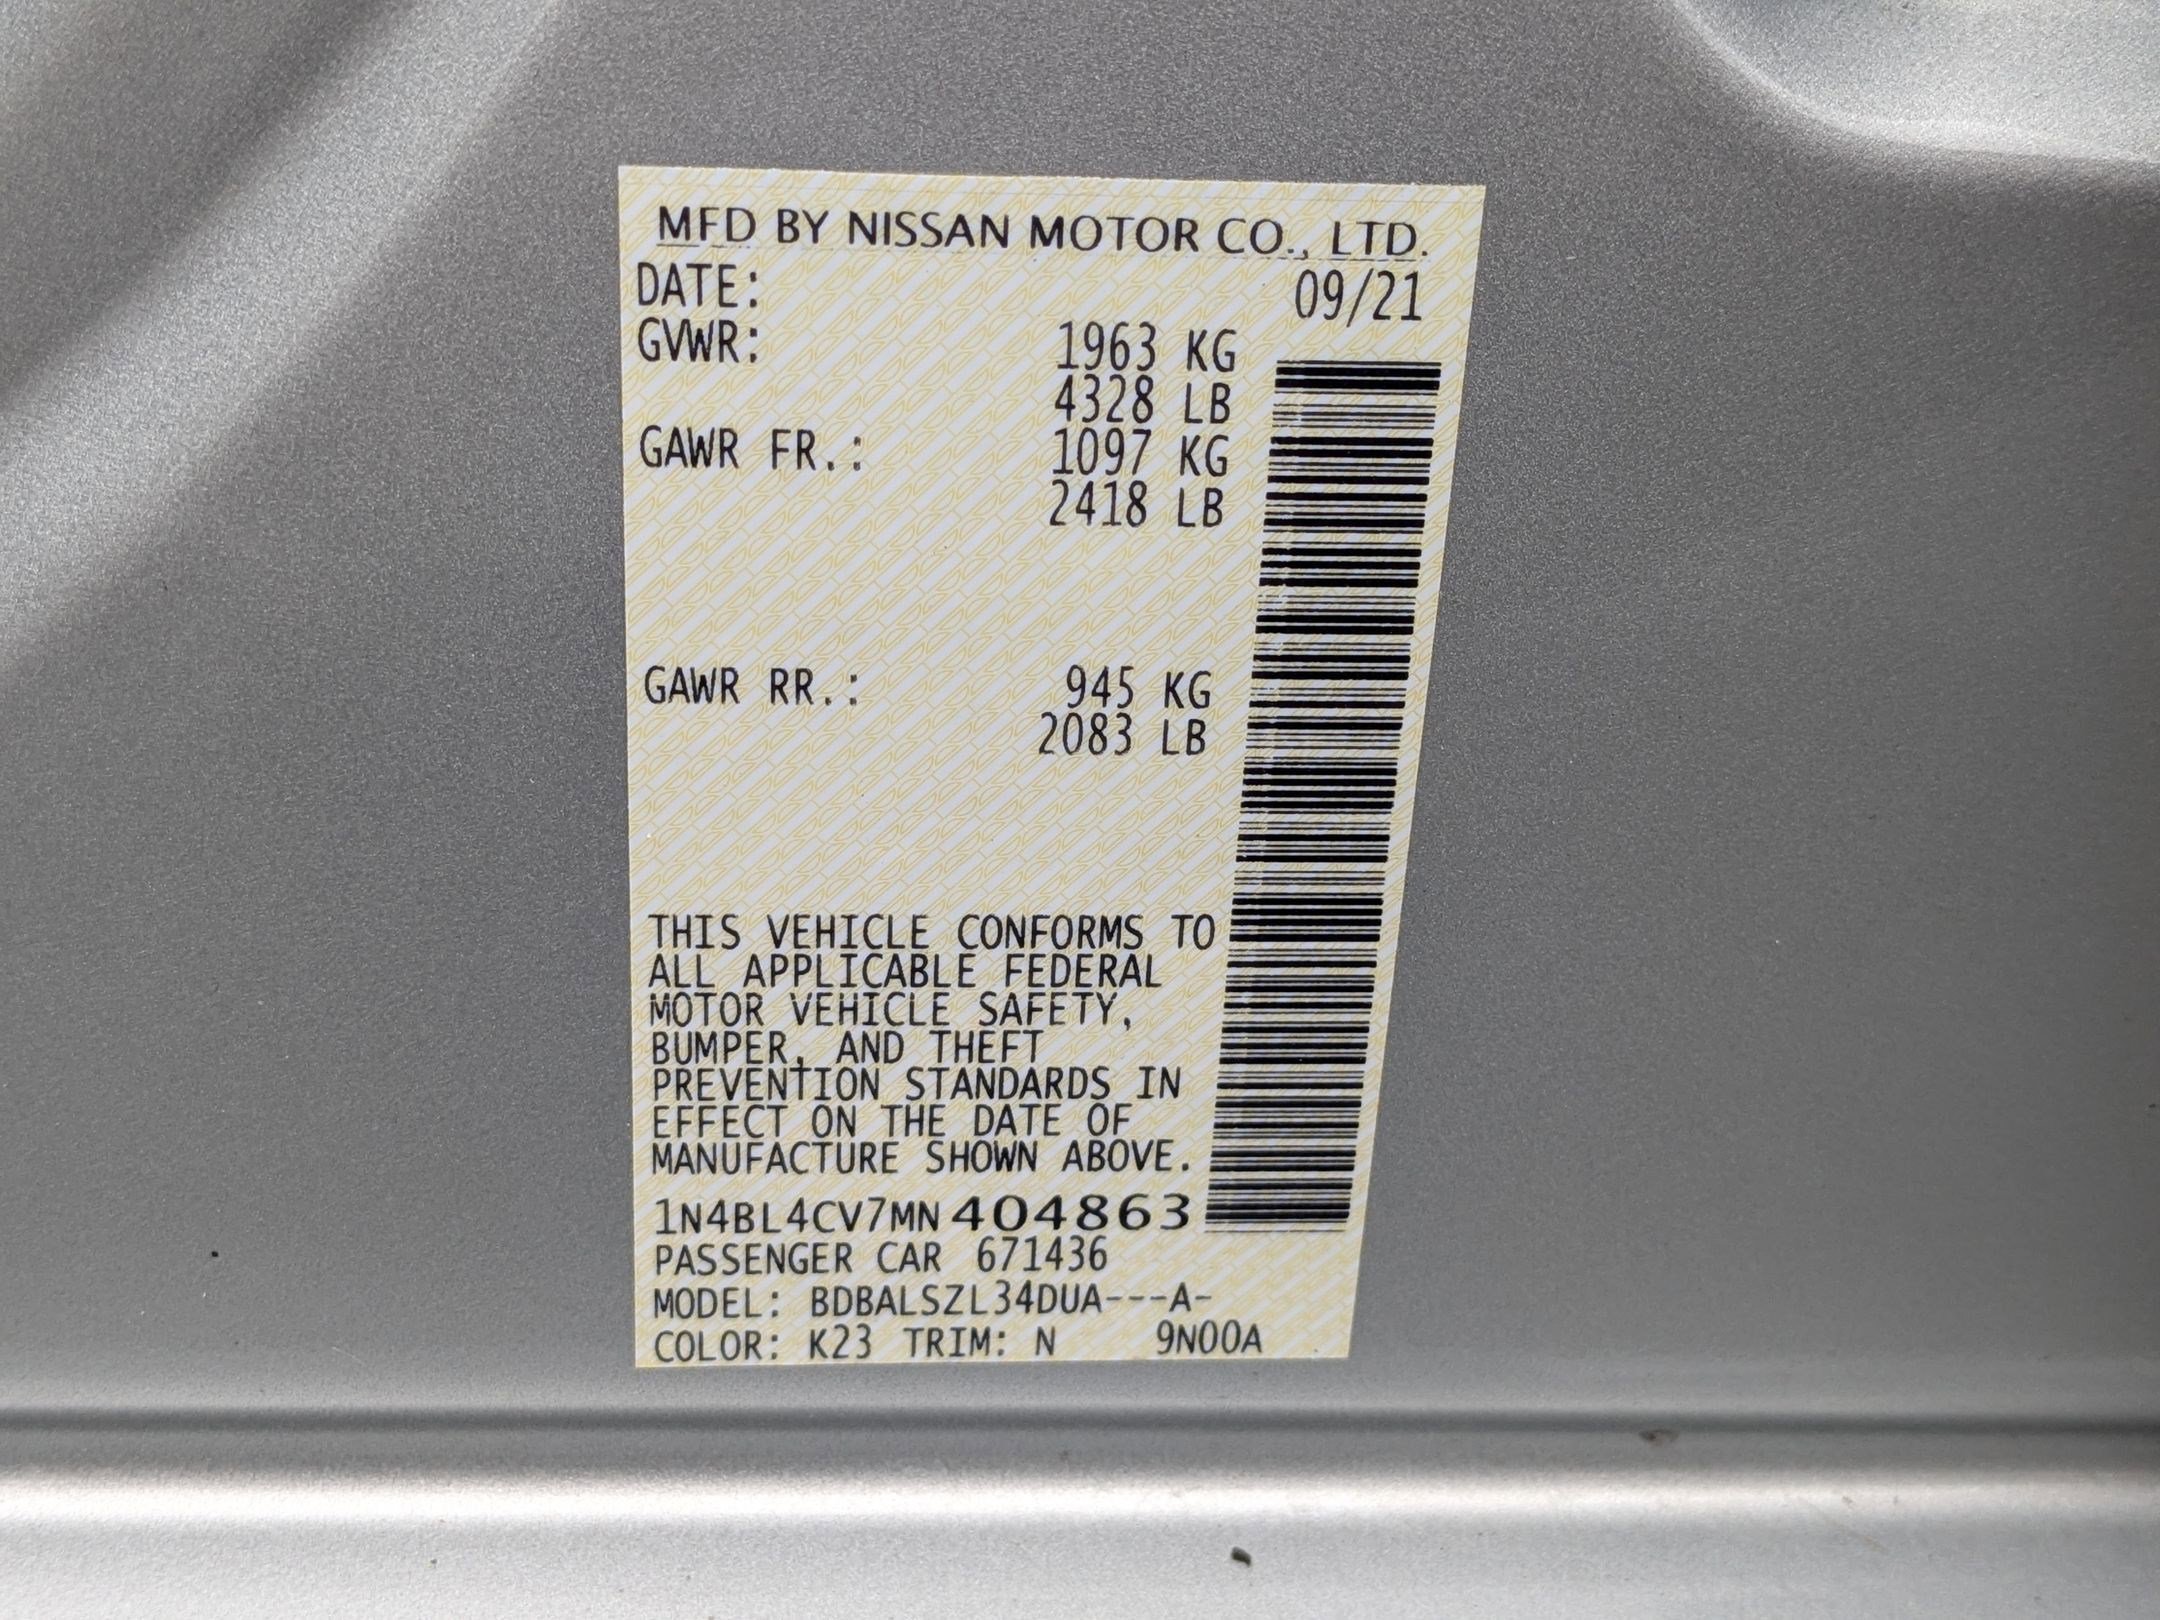 MFD BY NISSAN MOTOR CO., LTD.
DATE: 09/21
GVWR: 1963 KG
4328 LB
GAWR FR.: 1097 KG
2418 LB
GAWR RR.: 945 KG
2083 LB
THIS VEHICLE CONFORMS TO
ALL APPLICABLE FEDERAL
MOTOR VEHICLE SAFETY,
BUMPER, AND THEFT
PREVENTION STANDARDS IN
EFFECT ON THE DATE OF
MANUFACTURE SHOWN ABOVE.
1N4BL4CV7MN404863
PASSENGER CAR 671436
MODEL: BDBALSZL34DUA---A-
COLOR: K23 TRIM: N 9N00A